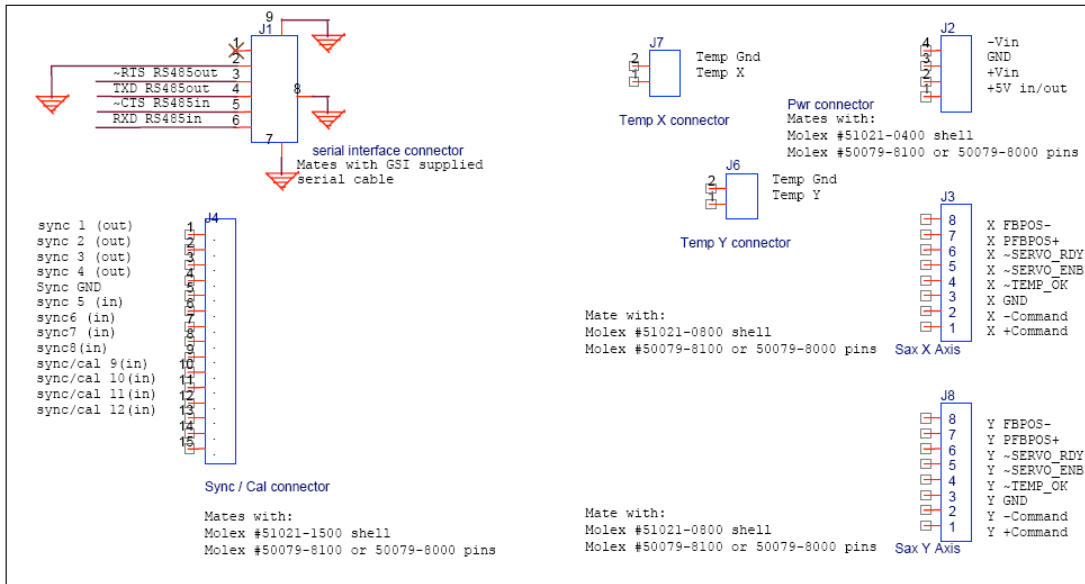 J1
9
1
2
~RTS RS485out 3
TXD RS485out 4
~CTS RS485in 5
RXD RS485in 6
8
7
serial interface connector
Mates with GSI supplied
serial cable
J7
2 Temp Gnd
1 Temp X
Temp X connector
J2
4 -Vin
3 GND
2 +Vin
1 +5V in/out
Pwr connector
Mates with:
Molex #51021-0400 shell
Molex #50079-8100 or 50079-8000 pins
J6
2 Temp Gnd
1 Temp Y
Temp Y connector
J4
sync 1 (out) 1
sync 2 (out) 2
sync 3 (out) 3
sync 4 (out) 4
Sync GND 5
sync 5 (in) 6
sync6 (in) 7
sync7 (in) 8
sync8(in) 9
sync/cal 9(in) 10
sync/cal 10(in) 11
sync/cal 11(in) 12
sync/cal 12(in) 13
14
15
Sync / Cal connector
Mates with:
Molex #51021-1500 shell
Molex #50079-8100 or 50079-8000 pins
J3
8 X FBPOS-
7 X PFBPOS+
6 X ~SERVO_RDY
5 X ~SERVO_ENB
4 X ~TEMP_OK
3 X GND
2 X -Command
1 X +Command
Mate with:
Molex #51021-0800 shell
Molex #50079-8100 or 50079-8000 pins
Sax X Axis
J8
8 Y FBPOS-
7 Y PFBPOS+
6 Y ~SERVO_RDY
5 Y ~SERVO_ENB
4 Y ~TEMP_OK
3 Y GND
2 Y -Command
1 Y +Command
Mate with:
Molex #51021-0800 shell
Molex #50079-8100 or 50079-8000 pins
Sax Y Axis